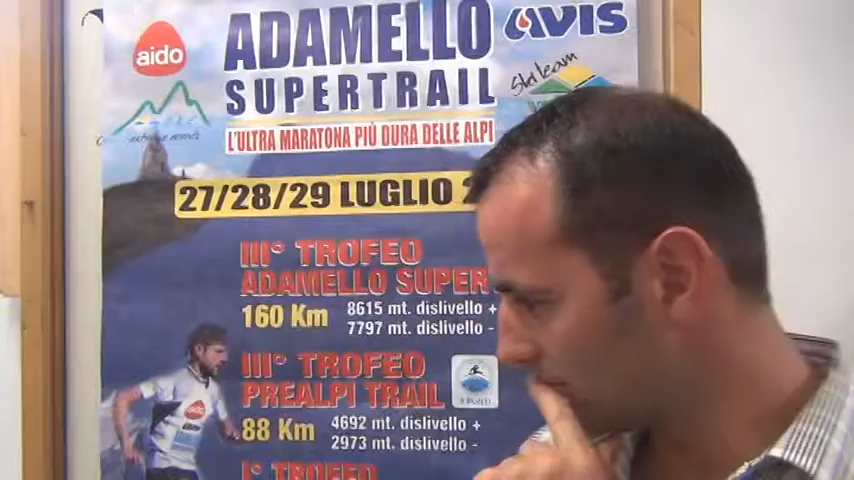 aido
ADAMELLO
AVIS
SUPERTRAIL
Ski team
L'ULTRA MARATONA PIÙ DURA DELLE ALPI
27/28/29 LUGLIO
III° TROFEO
ADAMELLO SUPER
160 Km
8615 mt. dislivello +
7797 mt. dislivello -
III° TROFEO
PREALPI TRAIL
88 Km
4692 mt. dislivello +
2973 mt. dislivello -
I° TROFEO
aido